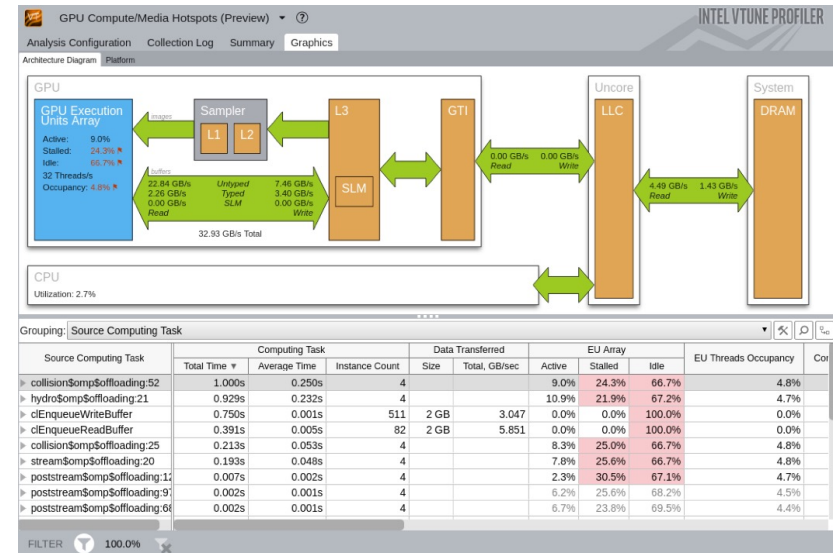 GPU Compute/Media Hotspots (Preview)
INTEL VTUNE PROFILER
Analysis Configuration Collection Log Summary Graphics
Architecture Diagram Platform
GPU
GPU Execution
Units Array
Active: 9.0%
Stalled: 24.3%
Idle: 66.7%
32 Threads/s
Occupancy: 4.8%
images
Sampler
L1 L2
buffers
22.84 GB/s Untyped 7.46 GB/s
2.26 GB/s Typed 3.40 GB/s
0.00 GB/s SLM 0.00 GB/s
Read Write
32.93 GB/s Total
L3
SLM
GTI
0.00 GB/s 0.00 GB/s
Read Write
Uncore
LLC
4.49 GB/s 1.43 GB/s
Read Write
System
DRAM
CPU
Utilization: 2.7%
Grouping: Source Computing Task
Source Computing Task Computing Task Data Transferred EU Array EU Threads Occupancy Cor
Total Time Average Time Instance Count Size Total, GB/sec Active Stalled Idle
collision$omp$offloading:52 1.000s 0.250s 4 9.0% 24.3% 66.7% 4.8%
hydro$omp$offloading:21 0.929s 0.232s 4 10.9% 21.9% 67.2% 4.7%
clEnqueueWriteBuffer 0.750s 0.001s 511 2 GB 3.047 0.0% 0.0% 100.0% 0.0%
clEnqueueReadBuffer 0.391s 0.005s 82 2 GB 5.851 0.0% 0.0% 100.0% 0.0%
collision$omp$offloading:25 0.213s 0.053s 4 8.3% 25.0% 66.7% 4.8%
stream$omp$offloading:20 0.193s 0.048s 4 7.8% 25.6% 66.7% 4.8%
poststream$omp$offloading:12 0.007s 0.002s 4 2.3% 30.5% 67.1% 4.7%
poststream$omp$offloading:97 0.002s 0.001s 4 6.2% 25.6% 68.2% 4.5%
poststream$omp$offloading:68 0.002s 0.001s 4 6.7% 23.8% 69.5% 4.4%
FILTER 100.0%